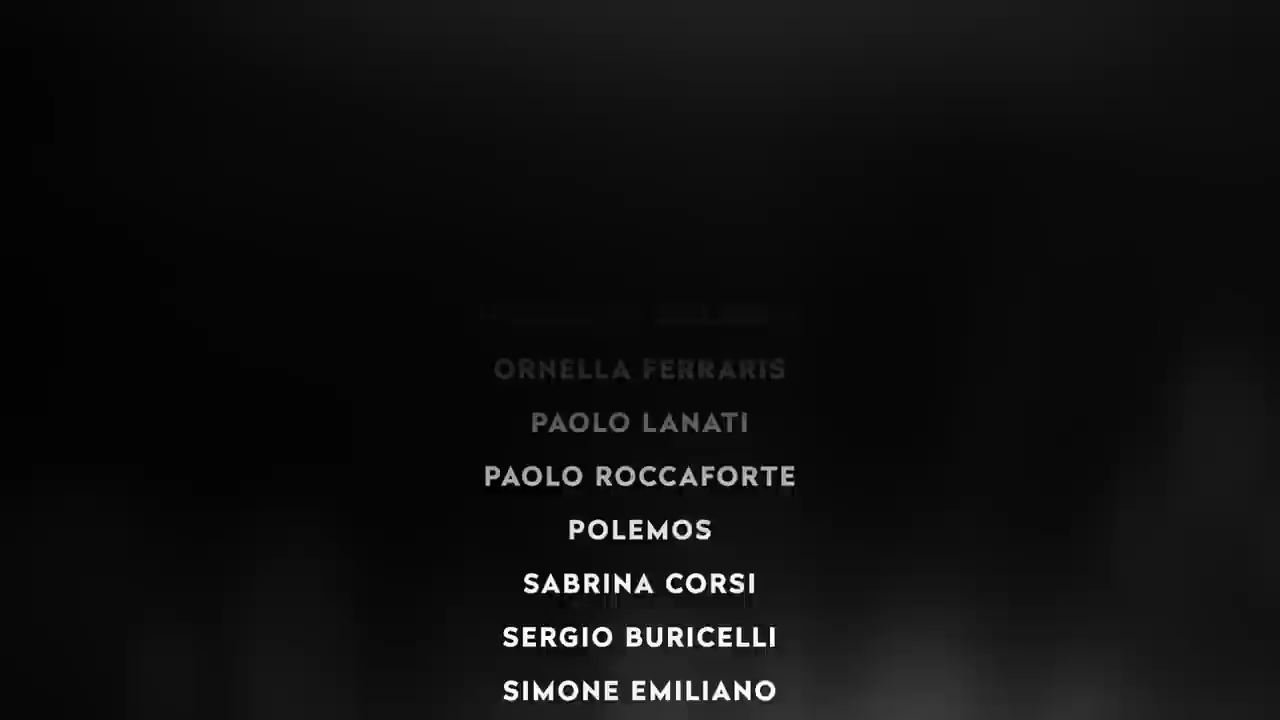 ORNELLA FERRARIS
PAOLO LANATI
PAOLO ROCCAFORTE
POLEMOS
SABRINA CORSI
SERGIO BURICELLI
SIMONE EMILIANO